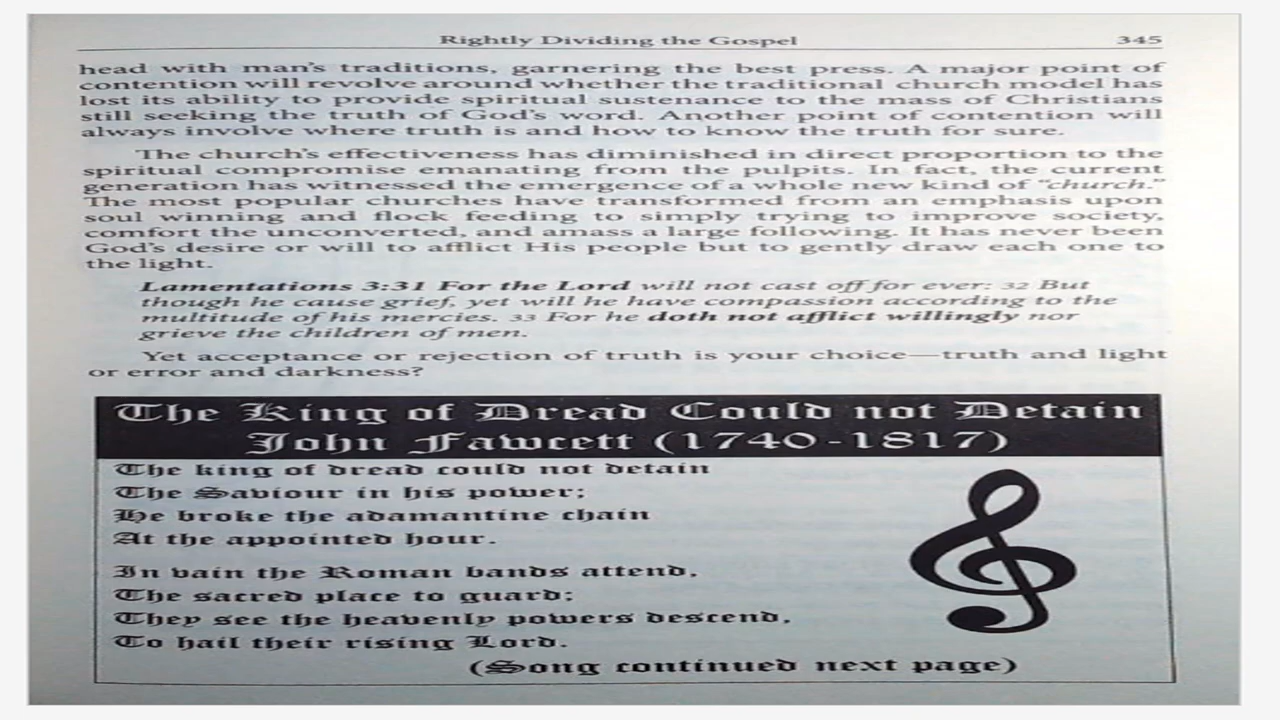 Rightly Dividing the Gospel 345
head with man's traditions, garnering the best press. A major point of
contention will revolve around whether the traditional church model has
lost its ability to provide spiritual sustenance to the mass of Christians
still seeking the truth of God's word. Another point of contention will
always involve where truth is and how to know the truth for sure.
The church's effectiveness has diminished in direct proportion to the
spiritual compromise emanating from the pulpits. In fact, the current
generation has witnessed the emergence of a whole new kind of "church."
The most popular churches have transformed from an emphasis upon
soul winning and flock feeding to simply trying to improve society,
comfort the unconverted, and amass a large following. It has never been
God's desire or will to afflict His people but to gently draw each one to
the light.
Lamentations 3:31 For the Lord will not cast off for ever: 32 But
though he cause grief, yet will he have compassion according to the
multitude of his mercies. 33 For he doth not afflict willingly nor
grieve the children of men.
Yet acceptance or rejection of truth is your choice—truth and light
or error and darkness?
The King of Dread Could not Detain
John Fawcett (1740-1817)
The king of dread could not detain
The Saviour in his power;
He broke the adamantine chain
At the appointed hour.
In vain the Roman bands attend,
The sacred place to guard;
They see the heavenly powers descend,
To hail their rising Lord.
(Song continued next page)